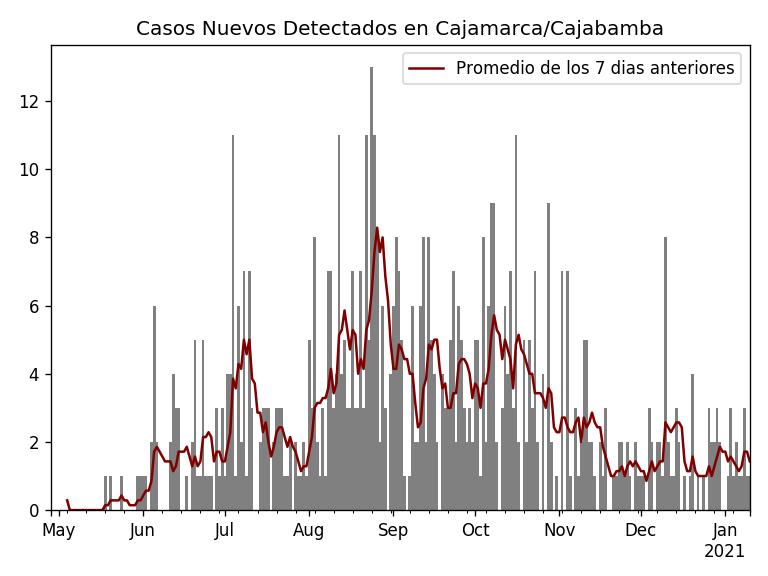 Casos Nuevos Detectados en Cajamarca/Cajabamba
Promedio de los 7 dias anteriores
12
10
8
6
4
2
0
May Jun Jul Aug Sep Oct Nov Dec Jan
2021